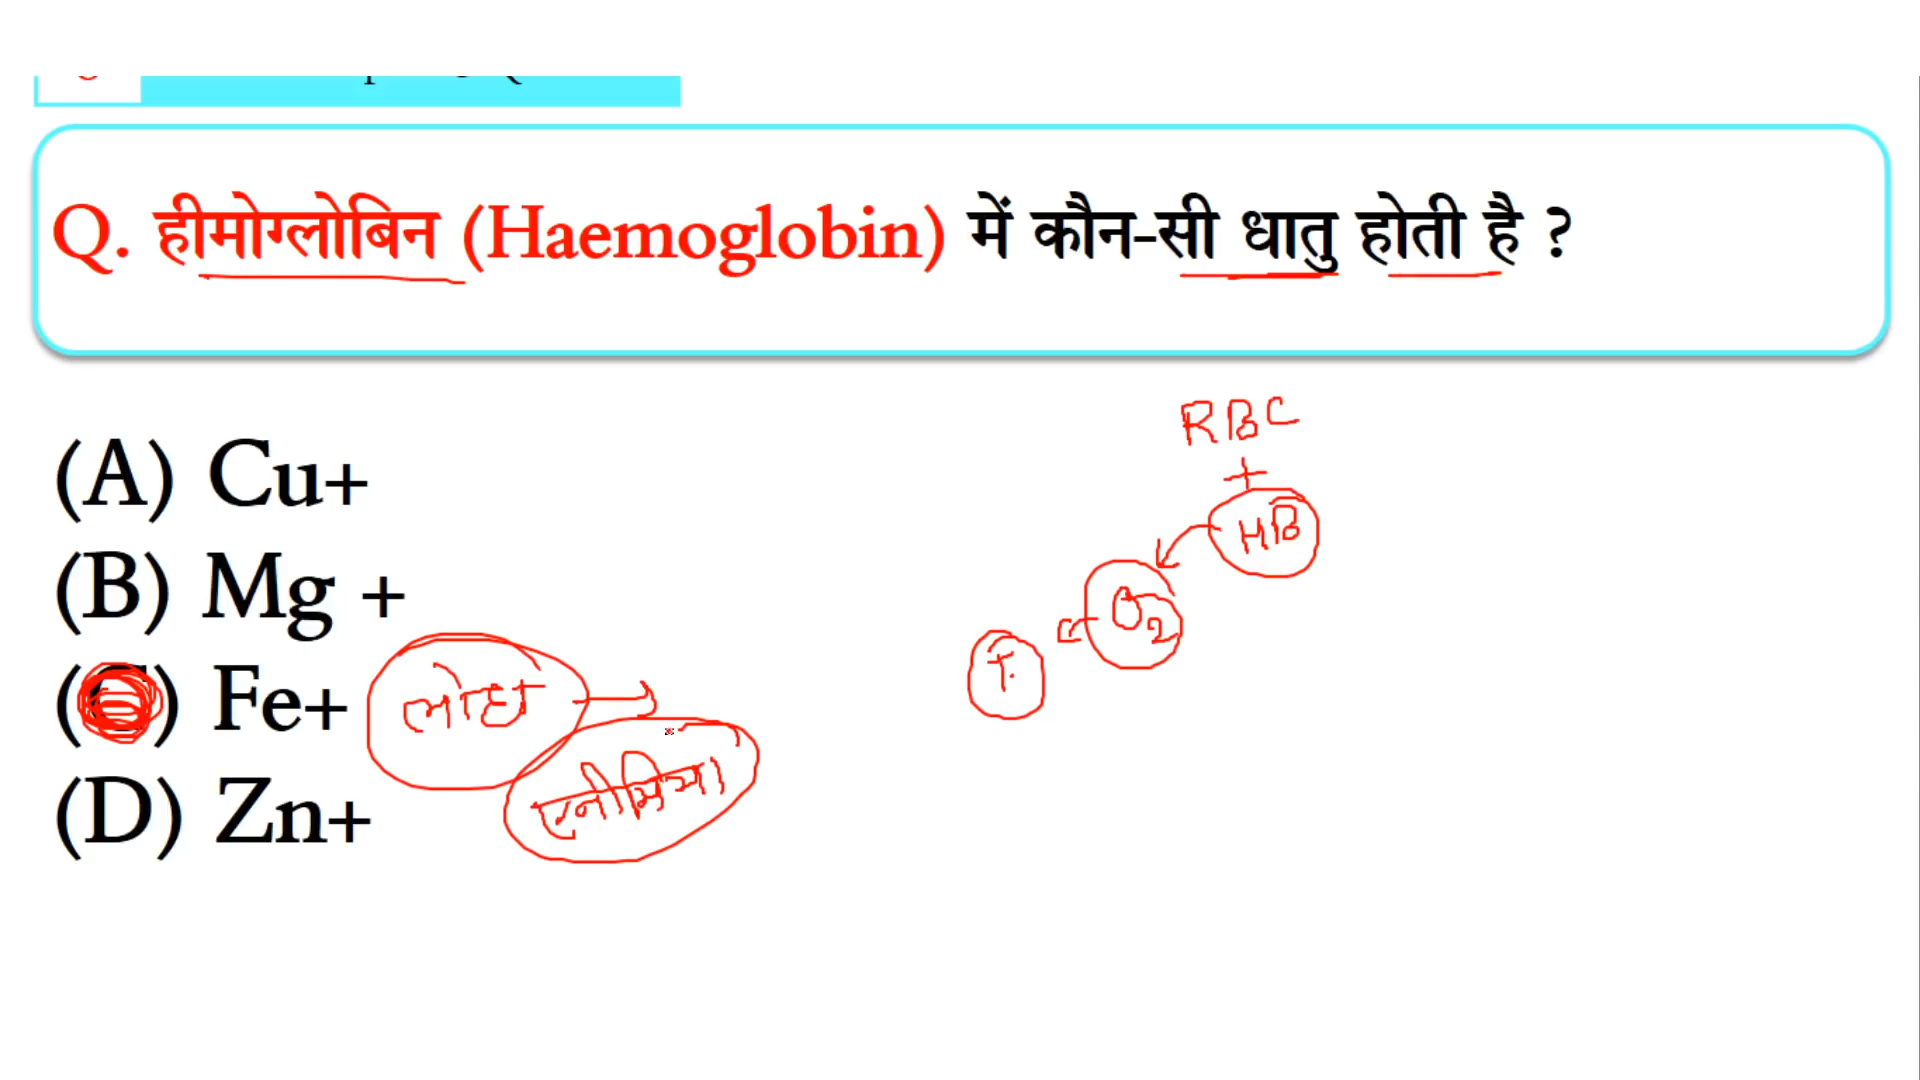 Q. हीमोग्लोबिन (Haemoglobin) में कौन-सी धातु होती है ?
RBC
+
HB
(A) Cu+
O2
(B) Mg +
T.
(C) Fe+ लोहा
एनीमिया
(D) Zn+